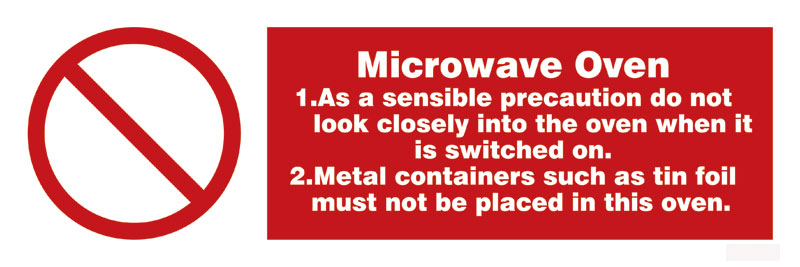 Microwave Oven
1.As a sensible precaution do not
look closely into the oven when it
is switched on.
2.Metal containers such as tin foil
must not be placed in this oven.